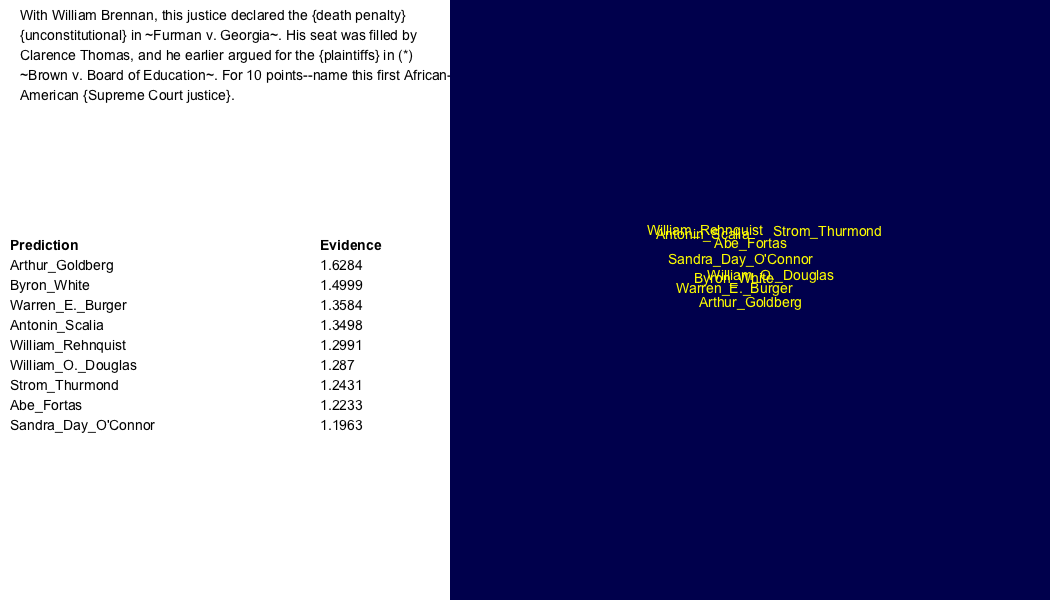 With William Brennan, this justice declared the {death penalty}
{unconstitutional} in ~Furman v. Georgia~. His seat was filled by
Clarence Thomas, and he earlier argued for the {plaintiffs} in (*)
~Brown v. Board of Education~. For 10 points--name this first African-
American {Supreme Court justice}.
Prediction Evidence
Arthur_Goldberg 1.6284
Byron_White 1.4999
Warren_E._Burger 1.3584
Antonin_Scalia 1.3498
William_Rehnquist 1.2991
William_O._Douglas 1.287
Strom_Thurmond 1.2431
Abe_Fortas 1.2233
Sandra_Day_O'Connor 1.1963
William_Rehnquist Strom_Thurmond
Antonin_Scalia
Abe_Fortas
Sandra_Day_O'Connor
William_O._Douglas
Byron_White
Warren_E._Burger
Arthur_Goldberg